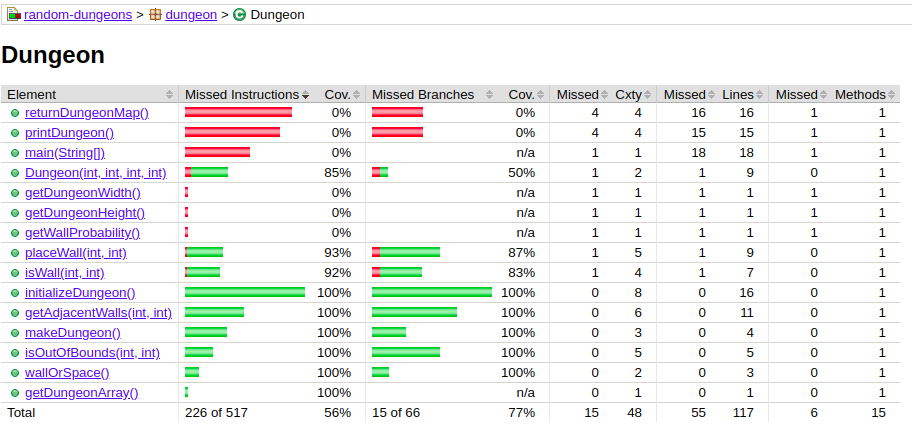 random-dungeons > dungeon > Dungeon
Dungeon
Element Missed Instructions Cov. Missed Branches Cov. Missed Cxty Missed Lines Missed Methods
returnDungeonMap() 0% 0% 4 4 16 16 1 1
printDungeon() 0% 0% 4 4 15 15 1 1
main(String[]) 0% n/a 1 1 18 18 1 1
Dungeon(int, int, int, int) 85% 50% 1 2 1 9 0 1
getDungeonWidth() 0% n/a 1 1 1 1 1 1
getDungeonHeight() 0% n/a 1 1 1 1 1 1
getWallProbability() 0% n/a 1 1 1 1 1 1
placeWall(int, int) 93% 87% 1 5 1 9 0 1
isWall(int, int) 92% 83% 1 4 1 7 0 1
initializeDungeon() 100% 100% 0 8 0 16 0 1
getAdjacentWalls(int, int) 100% 100% 0 6 0 11 0 1
makeDungeon() 100% 100% 0 3 0 4 0 1
isOutOfBounds(int, int) 100% 100% 0 5 0 5 0 1
wallOrSpace() 100% 100% 0 2 0 3 0 1
getDungeonArray() 100% n/a 0 1 0 1 0 1
Total 226 of 517 56% 15 of 66 77% 15 48 55 117 6 15